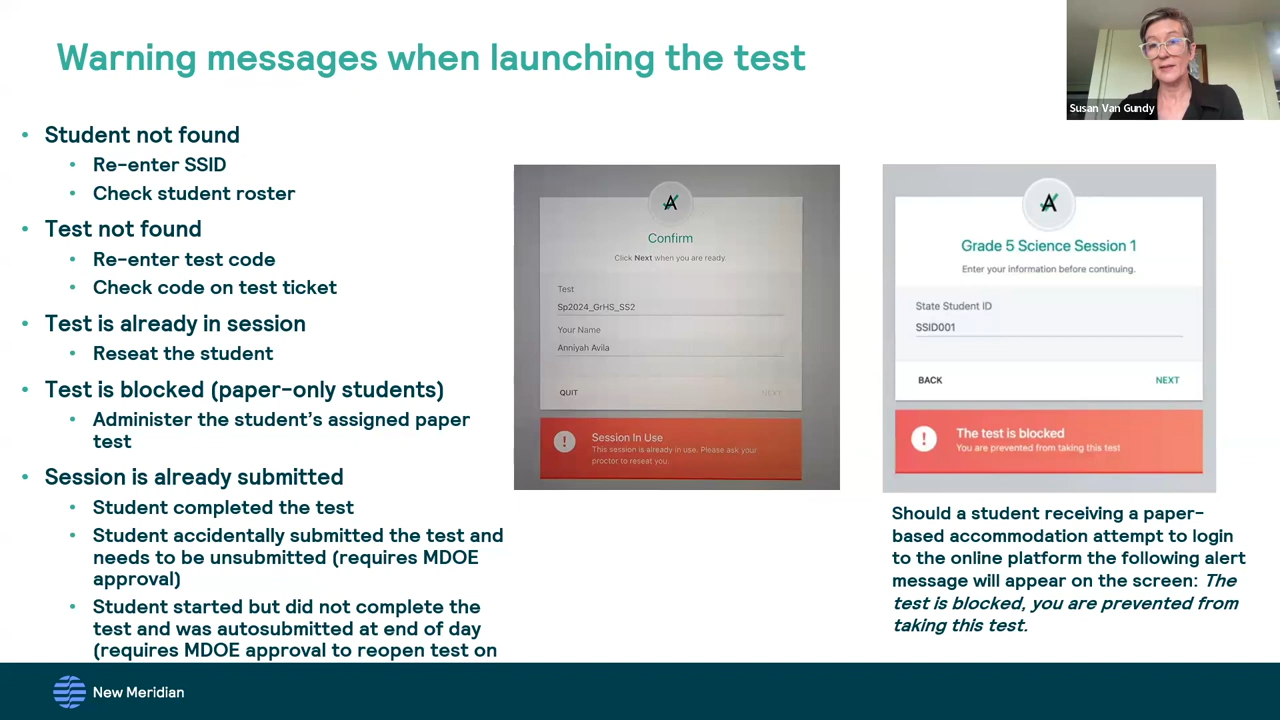 Warning messages when launching the test
Susan Van Gundy
• Student not found
• Re-enter SSID
• Check student roster
• Test not found
• Re-enter test code
• Check code on test ticket
• Test is already in session
• Reseat the student
• Test is blocked (paper-only students)
• Administer the student's assigned paper
test
• Session is already submitted
• Student completed the test
• Student accidentally submitted the test and
needs to be unsubmitted (requires MDOE
approval)
• Student started but did not complete the
test and was autosubmitted at end of day
(requires MDOE approval to reopen test on
Confirm
Click Next when you are ready.
Test
Sp2024_GrHS_SS2
Your Name
Anniyah Avila
QUIT
NEXT
Session In Use
This session is already in use. Please ask your
proctor to reseat you.
Grade 5 Science Session 1
Enter your information before continuing.
State Student ID
SSID001
BACK
NEXT
The test is blocked
You are prevented from taking this test
Should a student receiving a paper-
based accommodation attempt to login
to the online platform the following alert
message will appear on the screen: The
test is blocked, you are prevented from
taking this test.
New Meridian